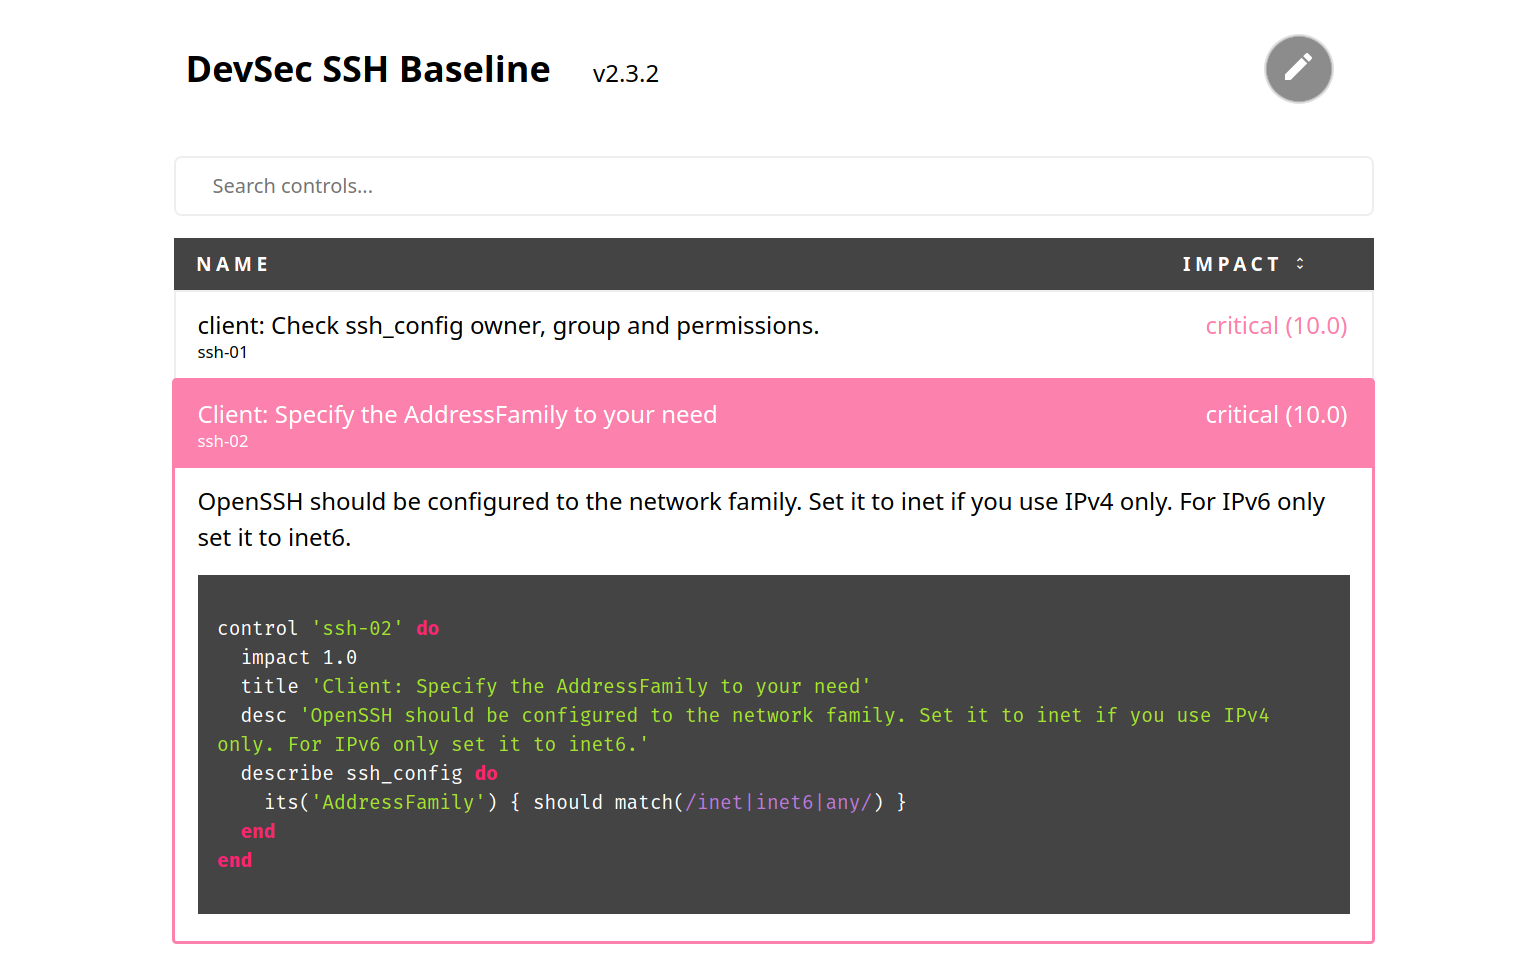 DevSec SSH Baseline v2.3.2
Search controls...
NAME IMPACT
client: Check ssh_config owner, group and permissions. critical (10.0)
ssh-01
Client: Specify the AddressFamily to your need critical (10.0)
ssh-02
OpenSSH should be configured to the network family. Set it to inet if you use IPv4 only. For IPv6 only
set it to inet6.
control 'ssh-02' do
  impact 1.0
  title 'Client: Specify the AddressFamily to your need'
  desc 'OpenSSH should be configured to the network family. Set it to inet if you use IPv4
only. For IPv6 only set it to inet6.'
  describe ssh_config do
    its('AddressFamily') { should match(/inet|inet6|any/) }
  end
end